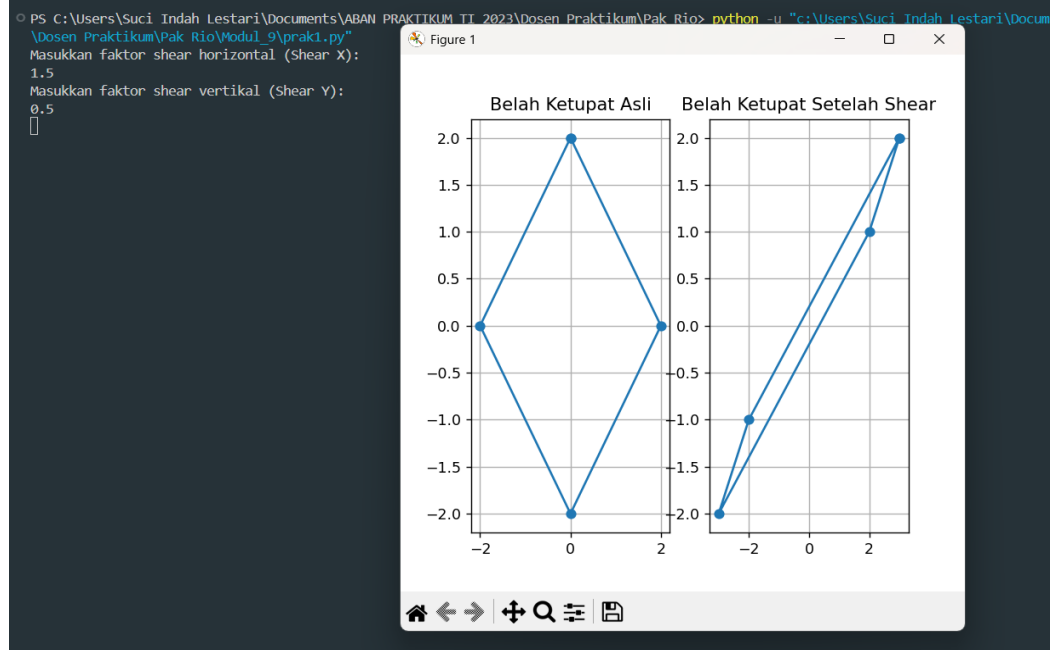 PS C:\Users\Suci Indah Lestari\Documents\ABAN PRAKTIKUM TI 2023\Dosen Praktikum\Pak Rio> python -u "c:\Users\Suci Indah Lestari\Docum
\Dosen Praktikum\Pak Rio\Modul_9\prak1.py"
Masukkan faktor shear horizontal (Shear X):
1.5
Masukkan faktor shear vertikal (Shear Y):
0.5
Figure 1
Belah Ketupat Asli
2.0
1.5
1.0
0.5
0.0
−0.5
−1.0
−1.5
−2.0
−2 0 2
Belah Ketupat Setelah Shear
2.0
1.5
1.0
0.5
0.0
−0.5
−1.0
−1.5
−2.0
−2 0 2